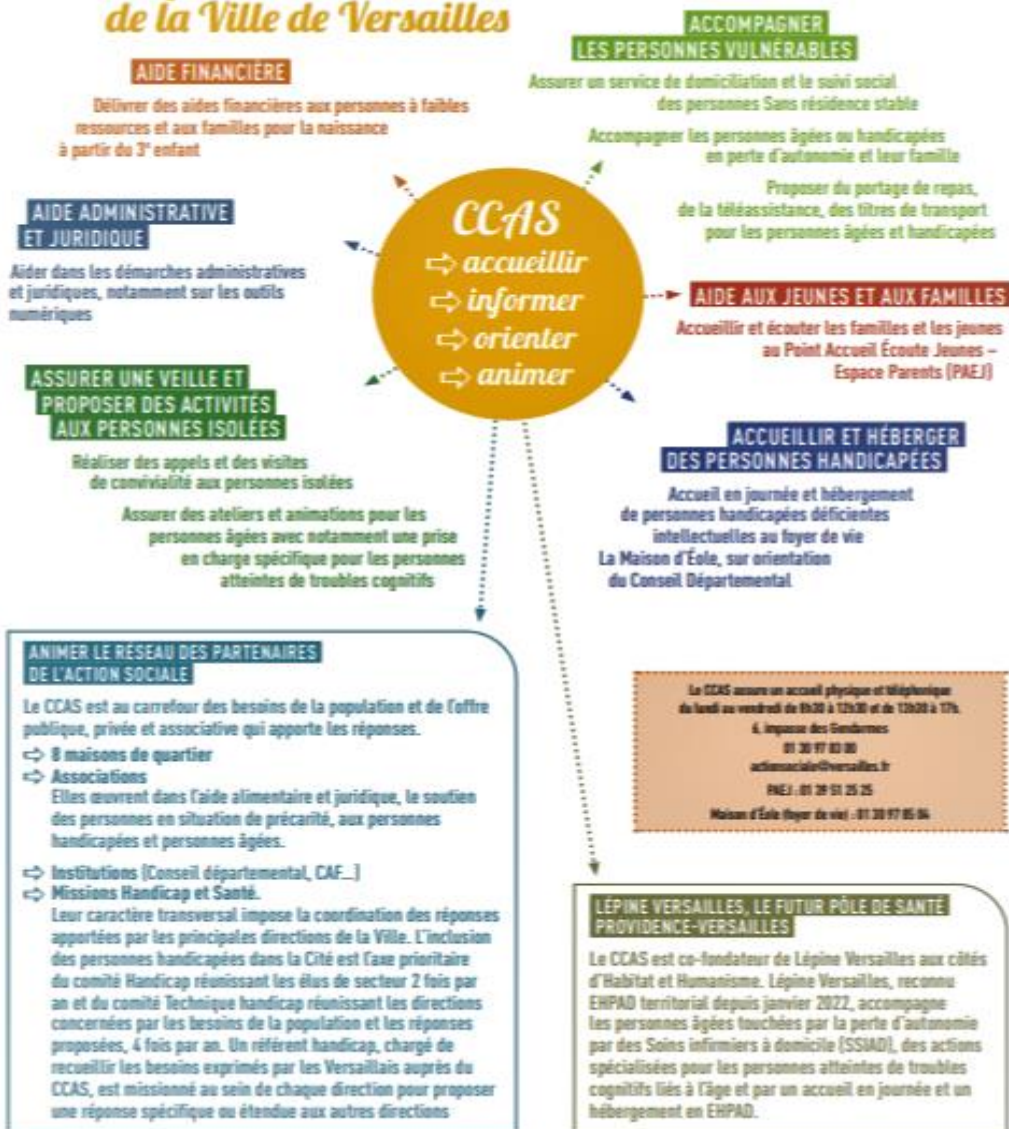 de la Ville de Versailles
AIDE FINANCIÈRE
Délivrer des aides financières aux personnes à faibles
ressources et aux familles pour la naissance
à partir du 3e enfant
ACCOMPAGNER
LES PERSONNES VULNÉRABLES
Assurer un service de domiciliation et le suivi social
des personnes Sans résidence stable
Accompagner les personnes âgées ou handicapées
en perte d'autonomie et leur famille
Proposer du portage de repas,
de la téléassistance, des titres de transport
pour les personnes âgées et handicapées
AIDE ADMINISTRATIVE
ET JURIDIQUE
Aider dans les démarches administratives
et juridiques, notamment sur les outils
numériques
CCAS
⇨ accueillir
⇨ informer
⇨ orienter
⇨ animer
AIDE AUX JEUNES ET AUX FAMILLES
Accueillir et écouter les familles et les jeunes
au Point Accueil Écoute Jeunes –
Espace Parents (PAEJ)
ASSURER UNE VEILLE ET
PROPOSER DES ACTIVITÉS
AUX PERSONNES ISOLÉES
Réaliser des appels et des visites
de convivialité aux personnes isolées
Assurer des ateliers et animations pour les
personnes âgées avec notamment une prise
en charge spécifique pour les personnes
atteintes de troubles cognitifs
ACCUEILLIR ET HÉBERGER
DES PERSONNES HANDICAPÉES
Accueil en journée et hébergement
de personnes handicapées déficientes
intellectuelles au foyer de vie
La Maison d'Éole, sur orientation
du Conseil Départemental
ANIMER LE RÉSEAU DES PARTENAIRES
DE L'ACTION SOCIALE
Le CCAS est au carrefour des besoins de la population et de l'offre
publique, privée et associative qui apporte les réponses.
⇨ 8 maisons de quartier
⇨ Associations
Elles œuvrent dans l'aide alimentaire et juridique, le soutien
des personnes en situation de précarité, aux personnes
handicapées et personnes âgées.
⇨ Institutions (Conseil départemental, CAF…)
⇨ Missions Handicap et Santé.
Leur caractère transversal impose la coordination des réponses
apportées par les principales directions de la Ville. L'inclusion
des personnes handicapées dans la Cité est l'axe prioritaire
du comité Handicap réunissant les élus de secteur 2 fois par
an et du comité Technique handicap réunissant les directions
concernées par les besoins de la population et les réponses
proposées, 4 fois par an. Un référent handicap, chargé de
recueillir les besoins exprimés par les Versaillais auprès du
CCAS, est missionné au sein de chaque direction pour proposer
une réponse spécifique ou étendue aux autres directions
Le CCAS assure un accueil physique et téléphonique
du lundi au vendredi de 8h30 à 12h30 et de 13h30 à 17h.
6, impasse des Gendarmes
01 30 97 83 00
actionsociale@versailles.fr
PAEJ : 01 39 51 25 25
Maison d'Éole (foyer de vie) : 01 30 97 85 04
LÉPINE VERSAILLES, LE FUTUR PÔLE DE SANTÉ
PROVIDENCE-VERSAILLES
Le CCAS est co-fondateur de Lépine Versailles aux côtés
d'Habitat et Humanisme. Lépine Versailles, reconnu
EHPAD territorial depuis janvier 2022, accompagne
les personnes âgées touchées par la perte d'autonomie
par des Soins infirmiers à domicile (SSIAD), des actions
spécialisées pour les personnes atteintes de troubles
cognitifs liés à l'âge et par un accueil en journée et un
hébergement en EHPAD.